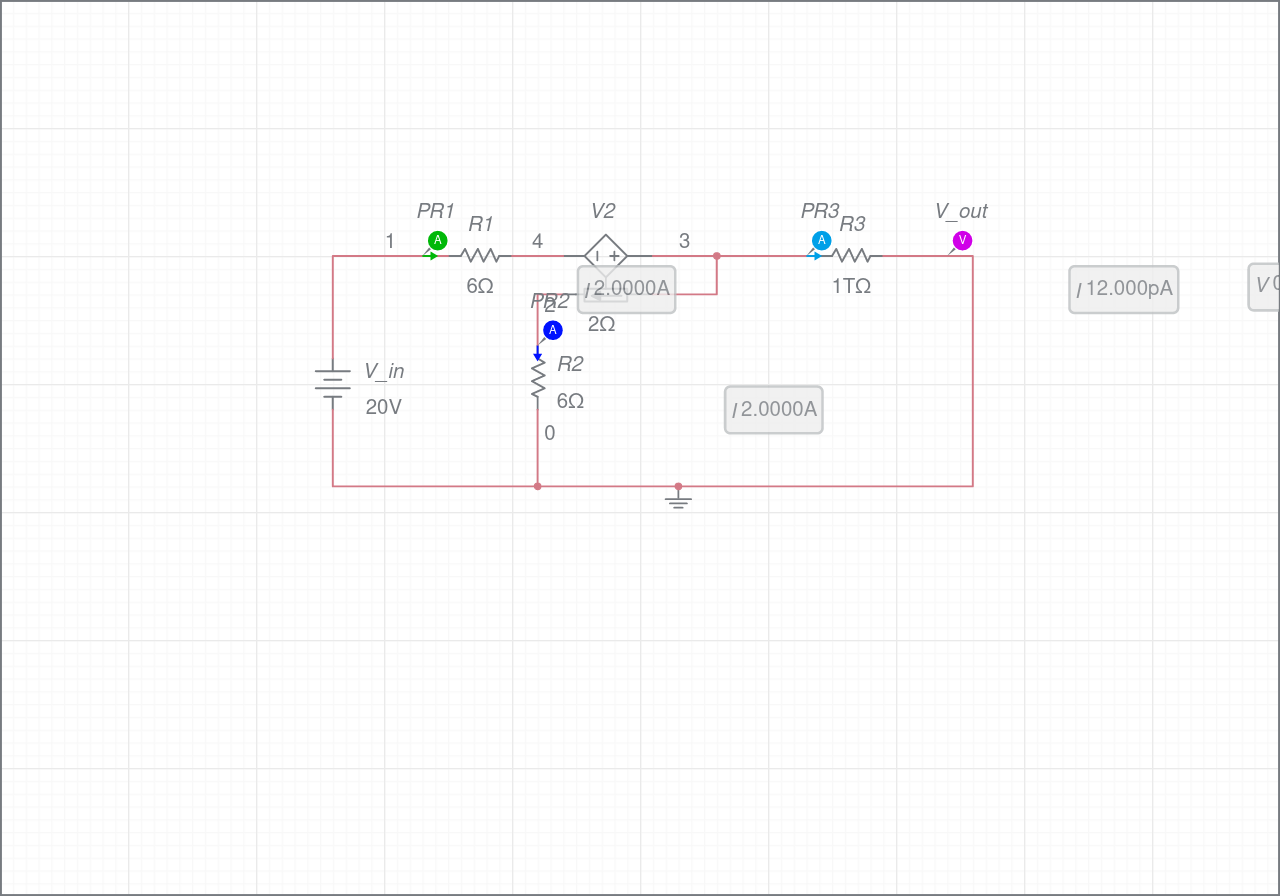 PR1
R1
V2
PR3
R3
V_out
1
A
4
3
A
V
6Ω
I 2.0000A
1TΩ
I 12.000pA
V 0
PR2
2
2Ω
A
R2
V_in
6Ω
20V
I 2.0000A
0